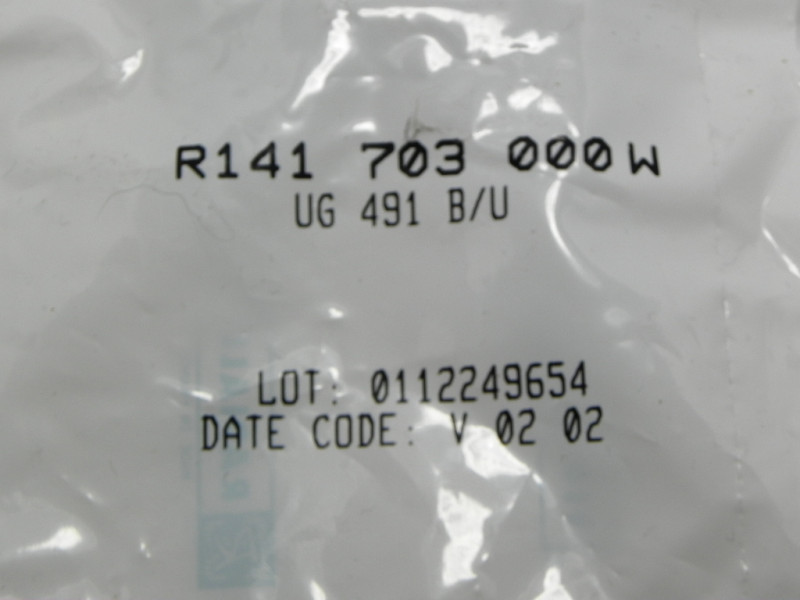 R141 703 000W
UG 491 B/U
LOT: 0112249654
DATE CODE: V 02 02